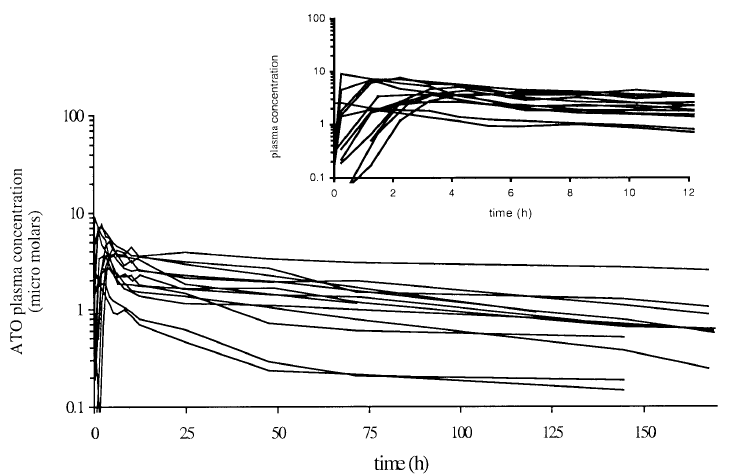 100
10
1
0.1
plasma concentration
0 2 4 6 8 10 12
time (h)
100
10
1
0.1
ATO plasma concentration
(micro molars)
0 25 50 75 100 125 150
time (h)